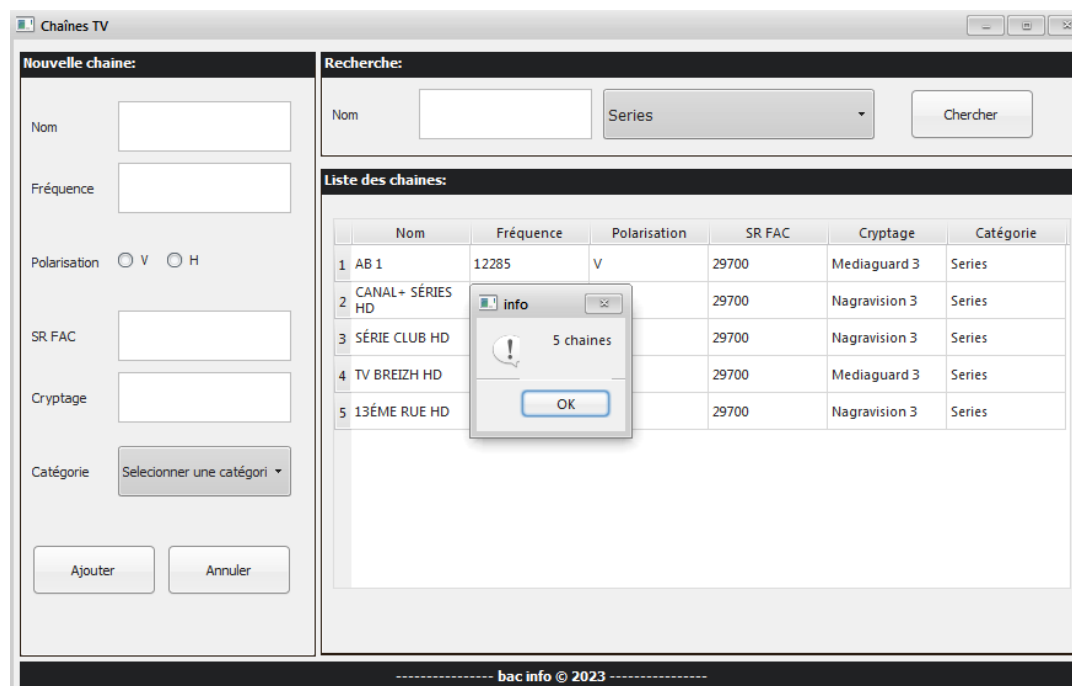 Chaînes TV
Nouvelle chaine:
Nom
Fréquence
Polarisation V H
SR FAC
Cryptage
Catégorie Selecionner une catégori
Ajouter Annuler
Recherche:
Nom Series Chercher
Liste des chaines:
Nom Fréquence Polarisation SR FAC Cryptage Catégorie
1 AB 1 12285 V 29700 Mediaguard 3 Series
2 CANAL+ SÉRIES HD 29700 Nagravision 3 Series
3 SÉRIE CLUB HD 29700 Nagravision 3 Series
4 TV BREIZH HD 29700 Mediaguard 3 Series
5 13ÉME RUE HD 29700 Nagravision 3 Series
info
5 chaines
OK
---------------- bac info © 2023 ----------------